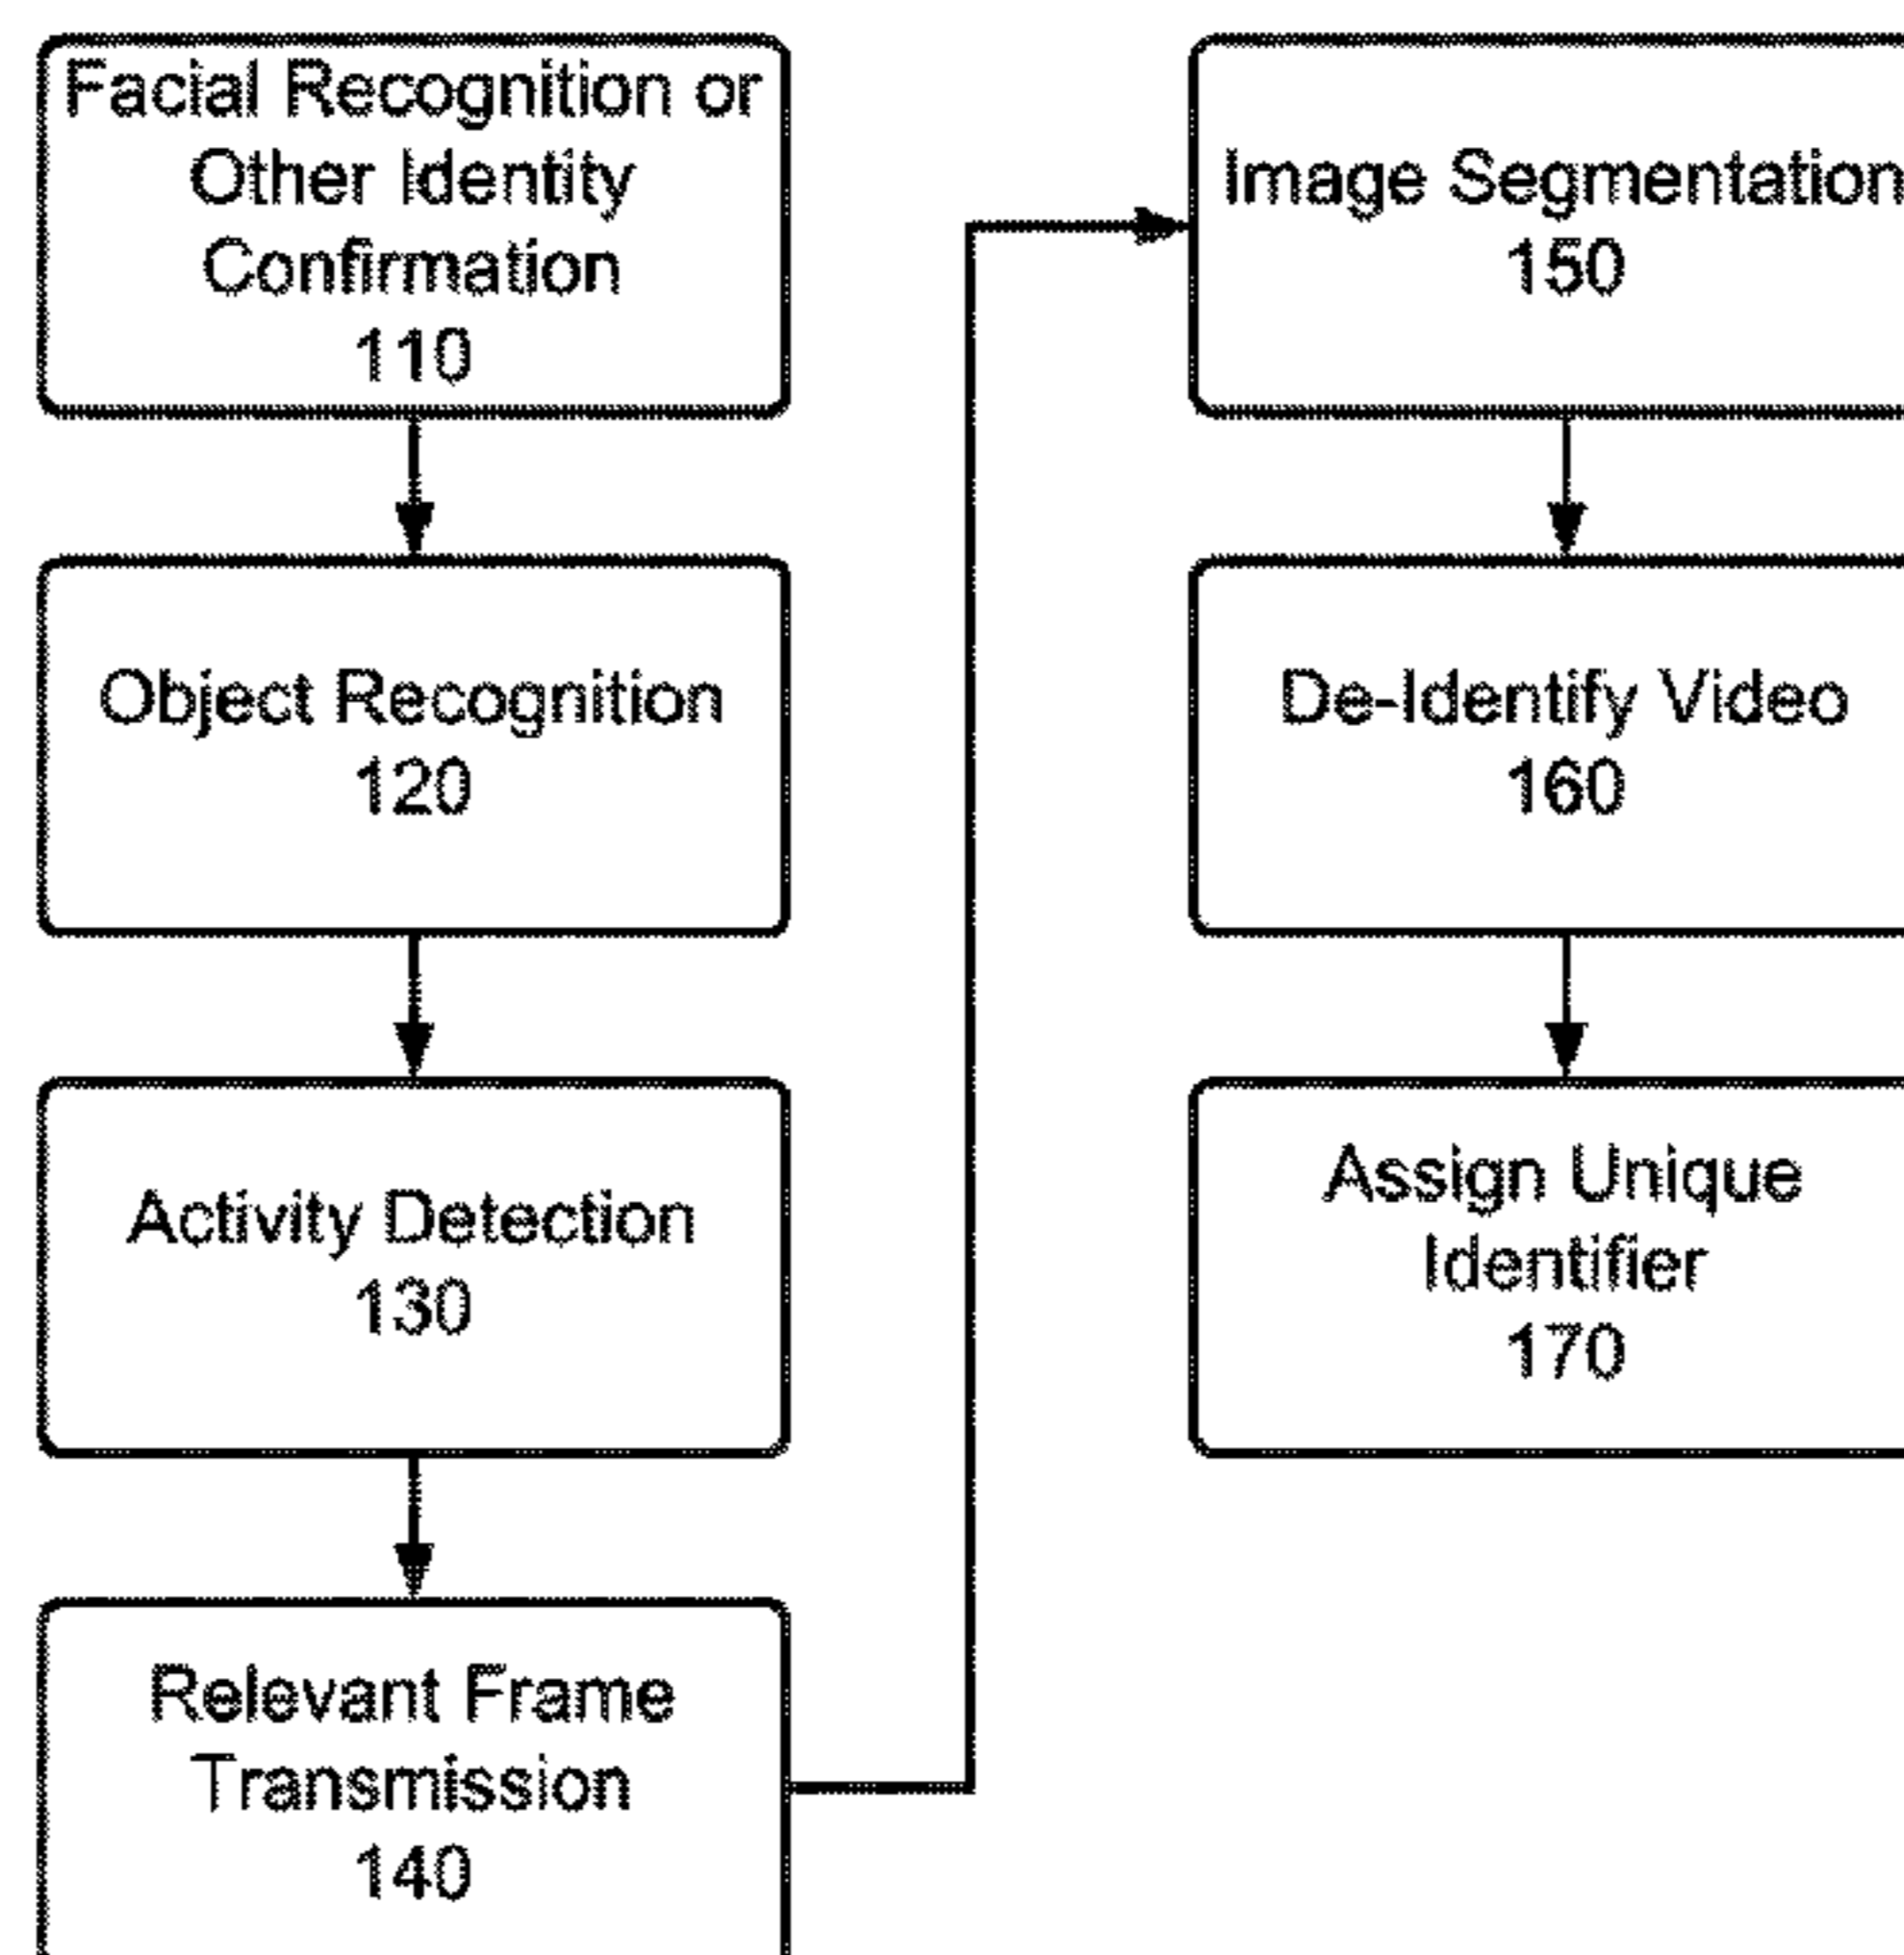 Facial Recognition or
Other Identity
Confirmation
110
Object Recognition
120
Activity Detection
130
Relevant Frame
Transmission
140
Image Segmentation
150
De-Identify Video
160
Assign Unique
Identifier
170